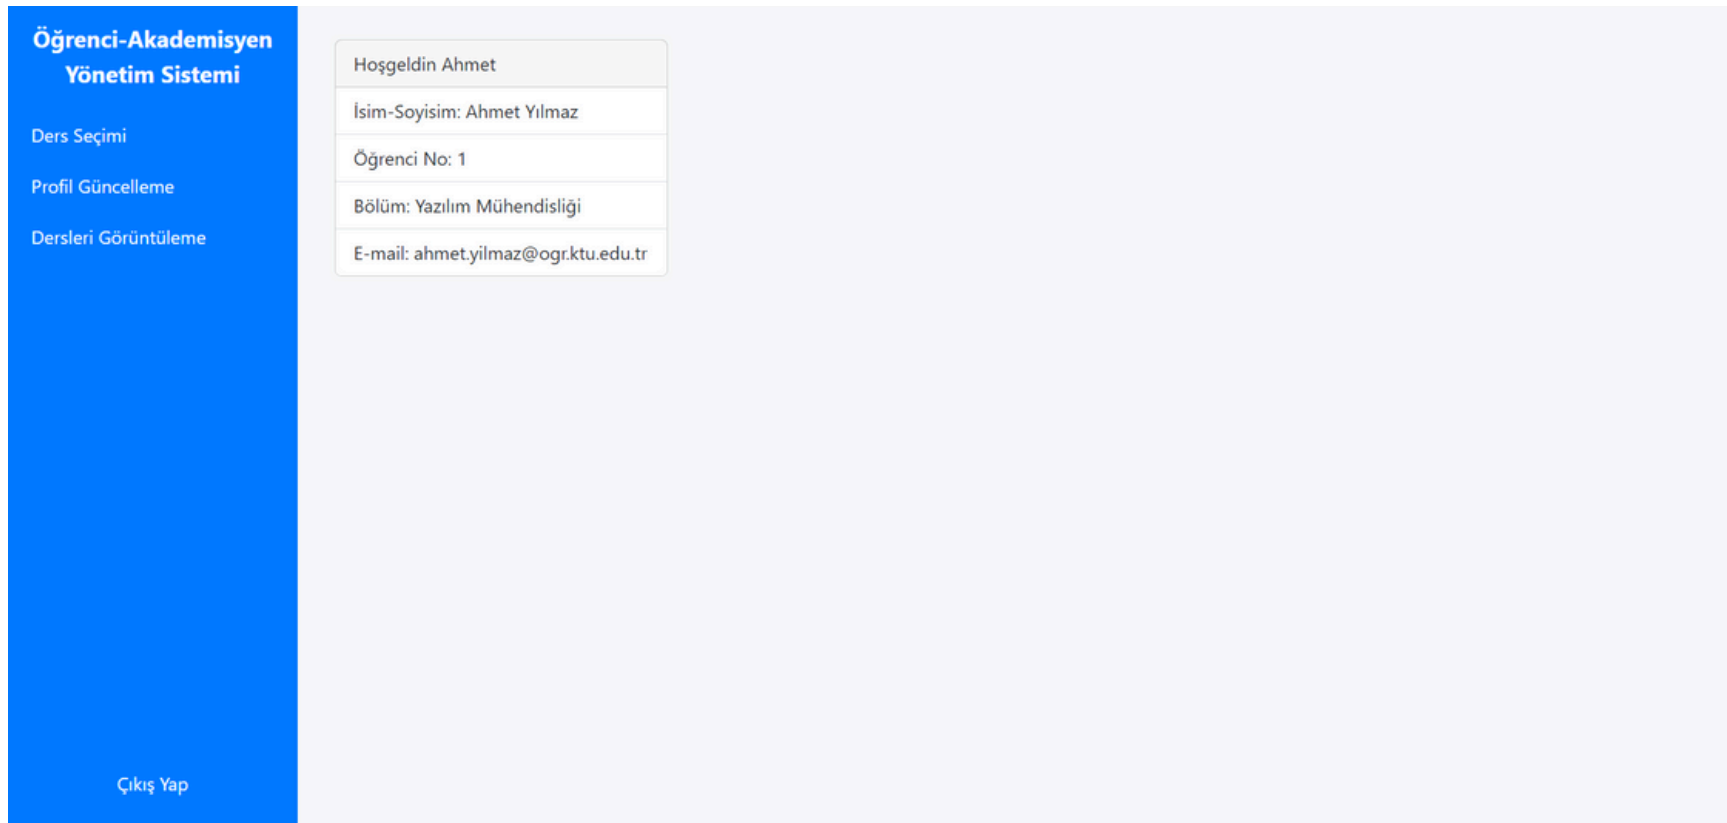 Öğrenci-Akademisyen
Yönetim Sistemi
Ders Seçimi
Profil Güncelleme
Dersleri Görüntüleme
Çıkış Yap
Hoşgeldin Ahmet
İsim-Soyisim: Ahmet Yılmaz
Öğrenci No: 1
Bölüm: Yazılım Mühendisliği
E-mail: ahmet.yilmaz@ogr.ktu.edu.tr